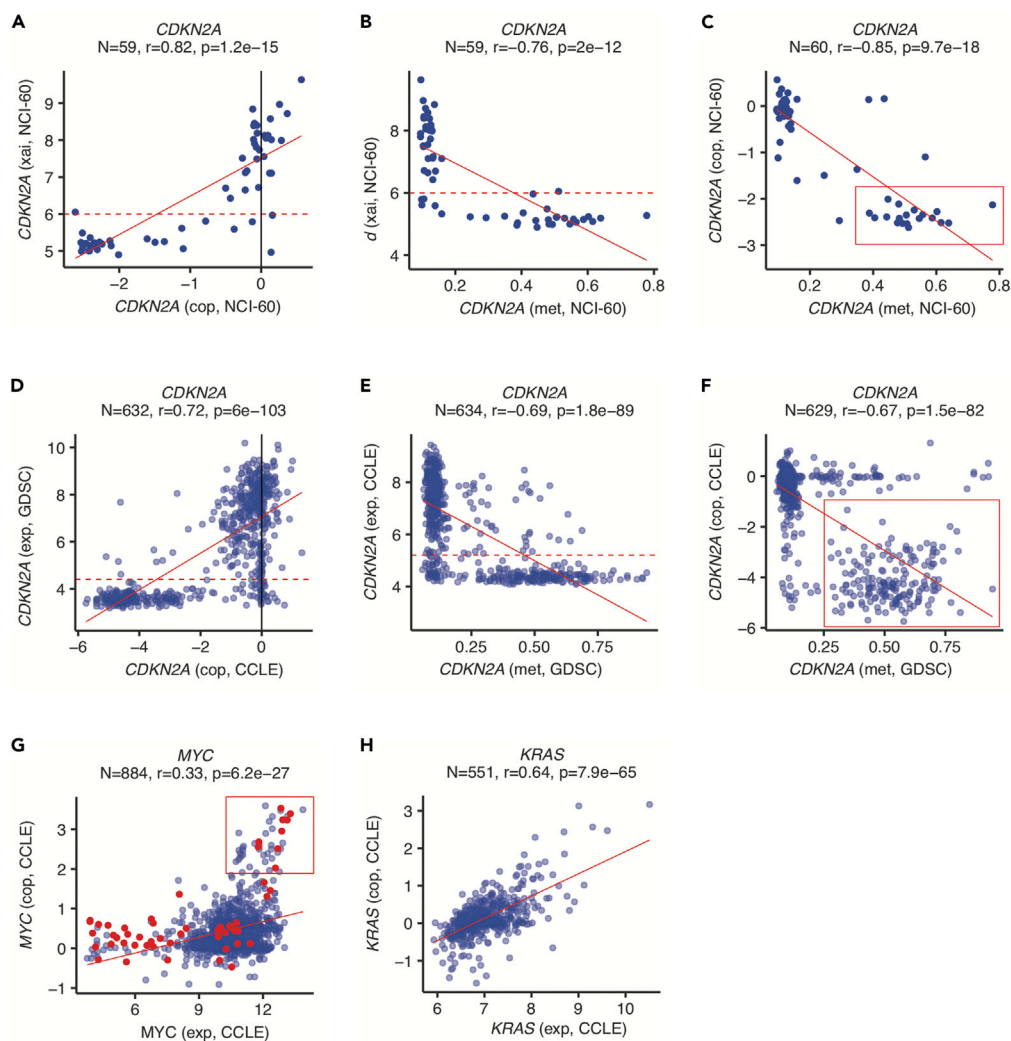 A
CDKN2A
N=59, r=0.82, p=1.2e−15
CDKN2A (xai, NCI-60)
9
8
7
6
5
−2
−1
0
CDKN2A (cop, NCI-60)
B
CDKN2A
N=59, r=−0.76, p=2e−12
d (xai, NCI-60)
8
6
4
0.2
0.4
0.6
0.8
CDKN2A (met, NCI-60)
C
CDKN2A
N=60, r=−0.85, p=9.7e−18
CDKN2A (cop, NCI-60)
0
−1
−2
−3
0.2
0.4
0.6
0.8
CDKN2A (met, NCI-60)
D
CDKN2A
N=632, r=0.72, p=6e−103
CDKN2A (exp, GDSC)
10
8
6
4
−6
−4
−2
0
CDKN2A (cop, CCLE)
E
CDKN2A
N=634, r=−0.69, p=1.8e−89
CDKN2A (exp, CCLE)
8
6
4
0.25
0.50
0.75
CDKN2A (met, GDSC)
F
CDKN2A
N=629, r=−0.67, p=1.5e−82
CDKN2A (cop, CCLE)
0
−2
−4
−6
0.25
0.50
0.75
CDKN2A (met, GDSC)
G
MYC
N=884, r=0.33, p=6.2e−27
MYC (cop, CCLE)
3
2
1
0
−1
6
9
12
MYC (exp, CCLE)
H
KRAS
N=551, r=0.64, p=7.9e−65
KRAS (cop, CCLE)
3
2
1
0
−1
6
7
8
9
10
KRAS (exp, CCLE)